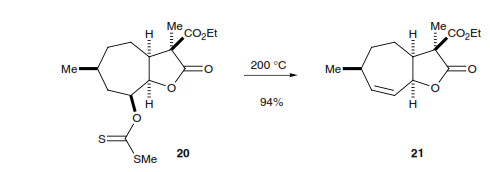 H Me CO₂Et
Me O
O
H
O
S
SMe 20
200 °C
94%
H Me CO₂Et
Me O
O
H
21